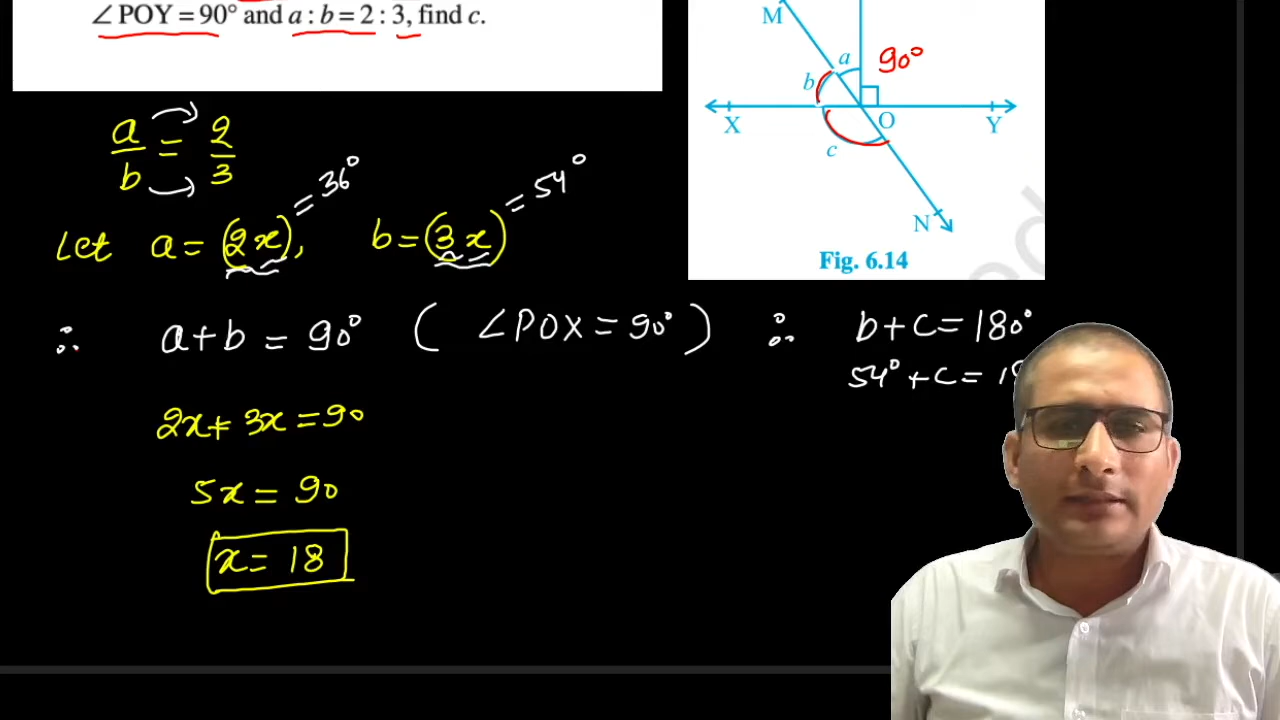 ∠POY = 90° and a : b = 2 : 3, find c.
M
a
90°
b
X
O
Y
c
N
Fig. 6.14
a/b = 2/3
= 36°
= 54°
Let a = (2x), b = (3x)
∴ a + b = 90° ( ∠POX = 90° ) ∴ b + c = 180°
54° + c =
2x + 3x = 90
5x = 90
x = 18